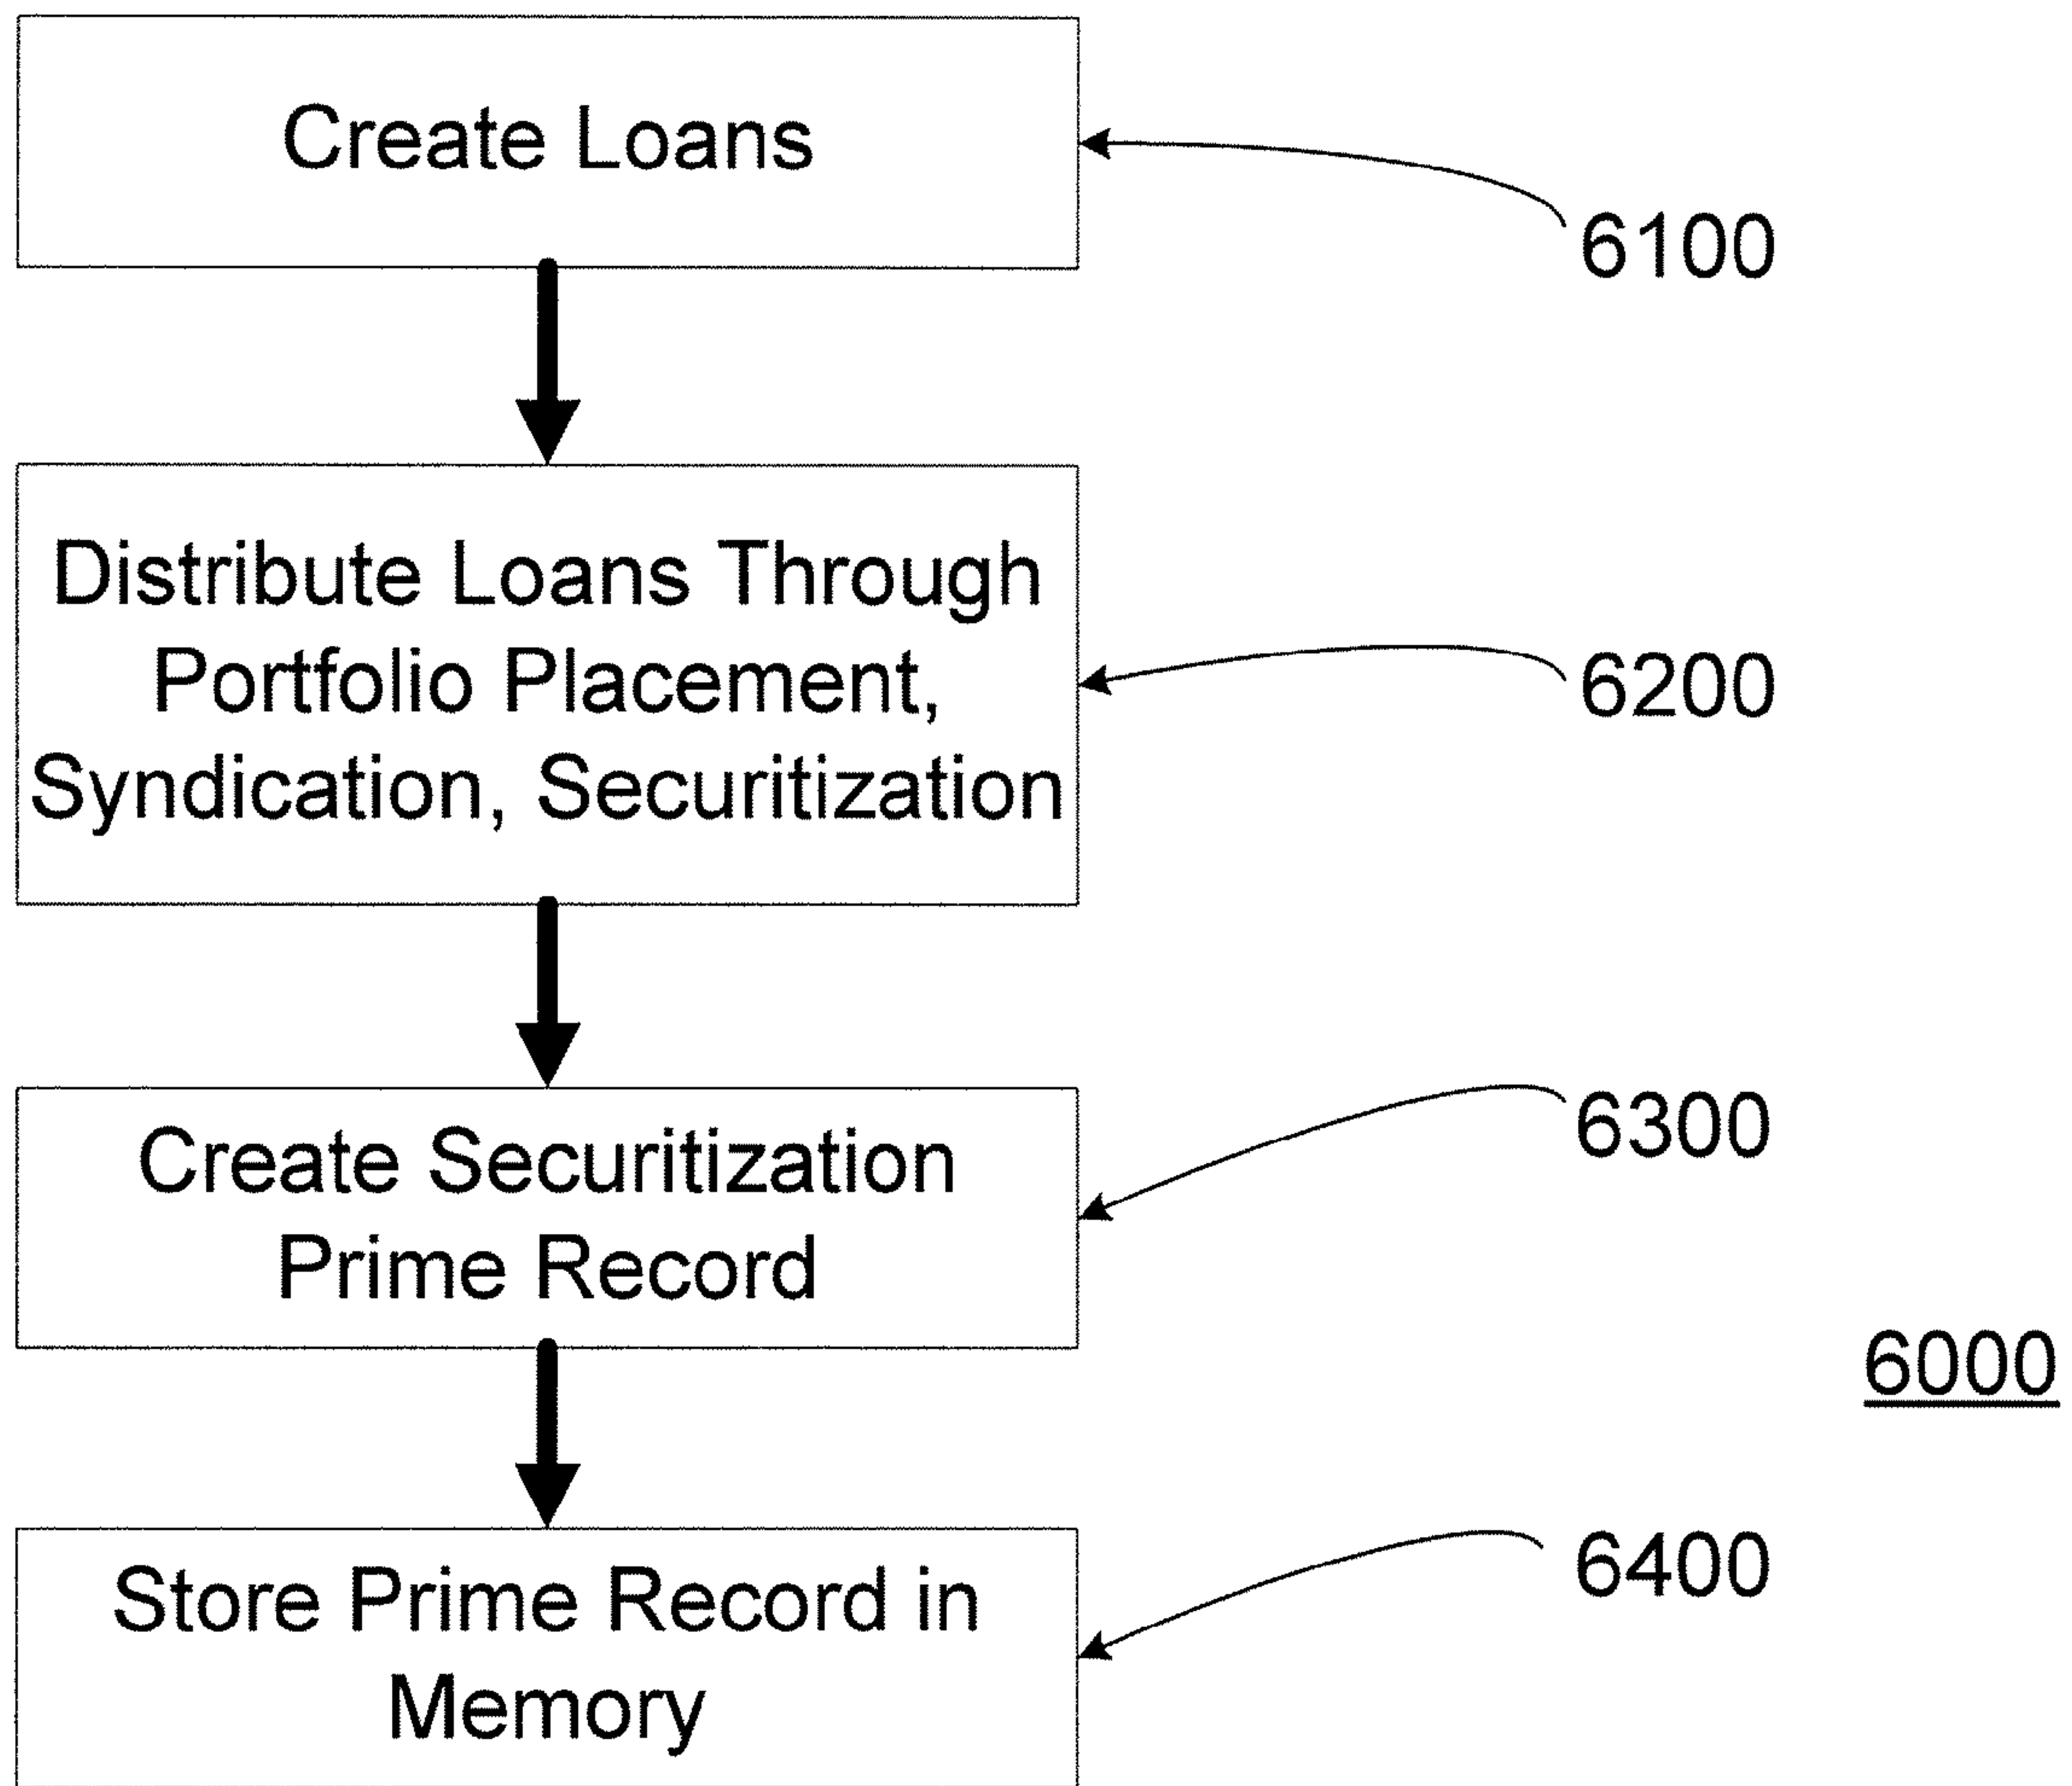 Create Loans
6100
Distribute Loans Through
Portfolio Placement,
Syndication, Securitization
6200
Create Securitization
Prime Record
6300
6000
Store Prime Record in
Memory
6400